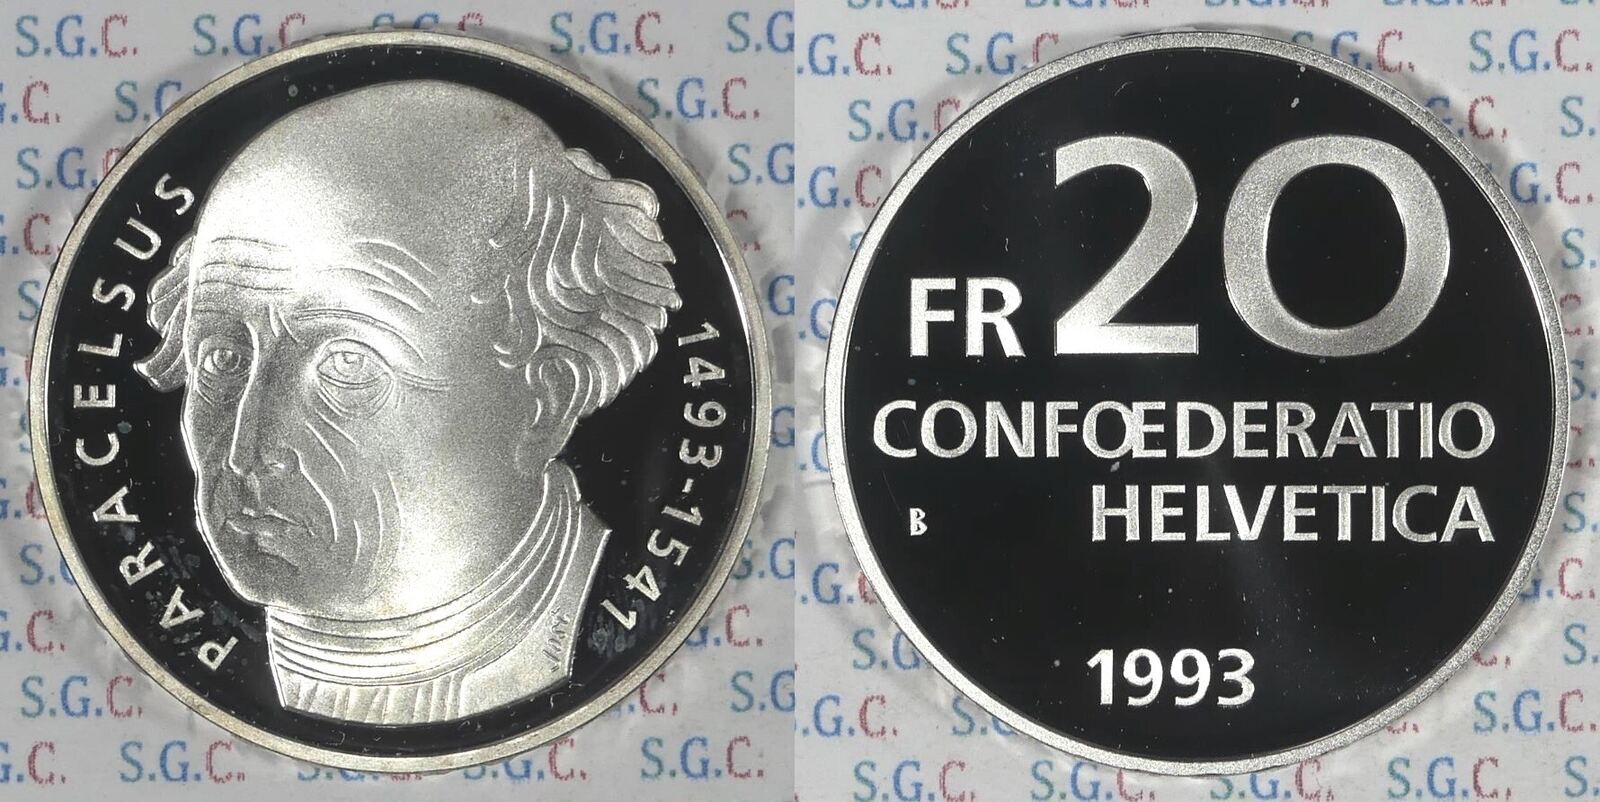 PARACELSUS
1493-1541
FR 20
CONFŒDERATIO
B HELVETICA
1993
S.G.C. S.G.C. S.G.C. S.G.C.